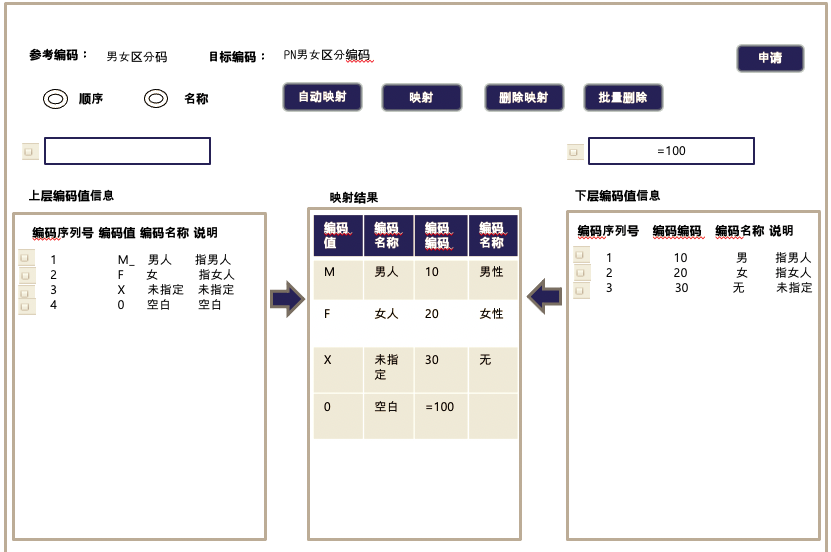 参考编码： 男女区分码 目标编码： PN男女区分编码 申请
顺序 名称 自动映射 映射 删除映射 批量删除
=100
上层编码值信息 映射结果 下层编码值信息
编码序列号 编码值 编码名称 说明
1 M_ 男人 指男人
2 F 女 指女人
3 X 未指定 未指定
4 0 空白 空白
编码值 编码名称 编码编码 编码名称
M 男人 10 男性
F 女人 20 女性
X 未指定 30 无
0 空白 =100
编码序列号 编码编码 编码名称 说明
1 10 男 指男人
2 20 女 指女人
3 30 无 未指定